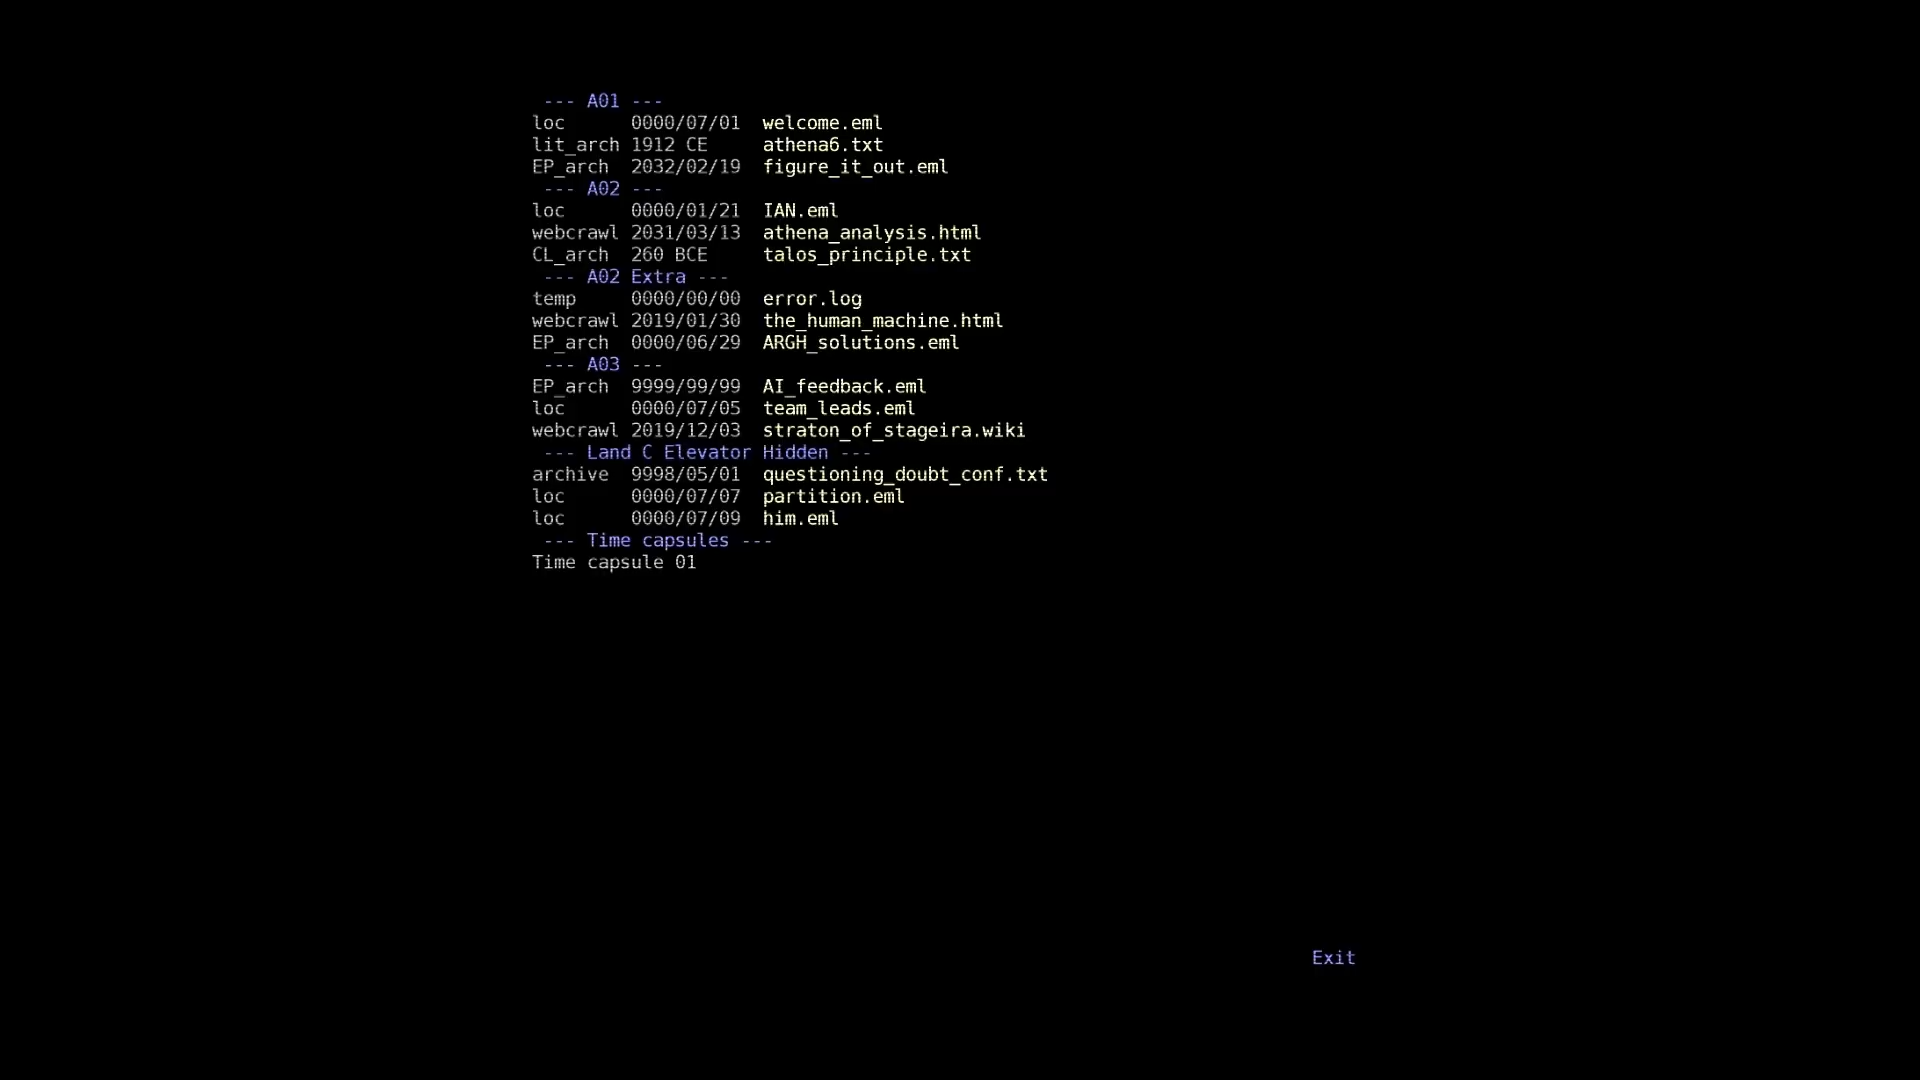 --- A01 ---
loc 0000/07/01 welcome.eml
lit_arch 1912 CE athena6.txt
EP_arch 2032/02/19 figure_it_out.eml
--- A02 ---
loc 0000/01/21 IAN.eml
webcrawl 2031/03/13 athena_analysis.html
CL_arch 260 BCE talos_principle.txt
--- A02 Extra ---
temp 0000/00/00 error.log
webcrawl 2019/01/30 the_human_machine.html
EP_arch 0000/06/29 ARGH_solutions.eml
--- A03 ---
EP_arch 9999/99/99 AI_feedback.eml
loc 0000/07/05 team_leads.eml
webcrawl 2019/12/03 straton_of_stageira.wiki
--- Land C Elevator Hidden ---
archive 9998/05/01 questioning_doubt_conf.txt
loc 0000/07/07 partition.eml
loc 0000/07/09 him.eml
--- Time capsules ---
Time capsule 01
Exit